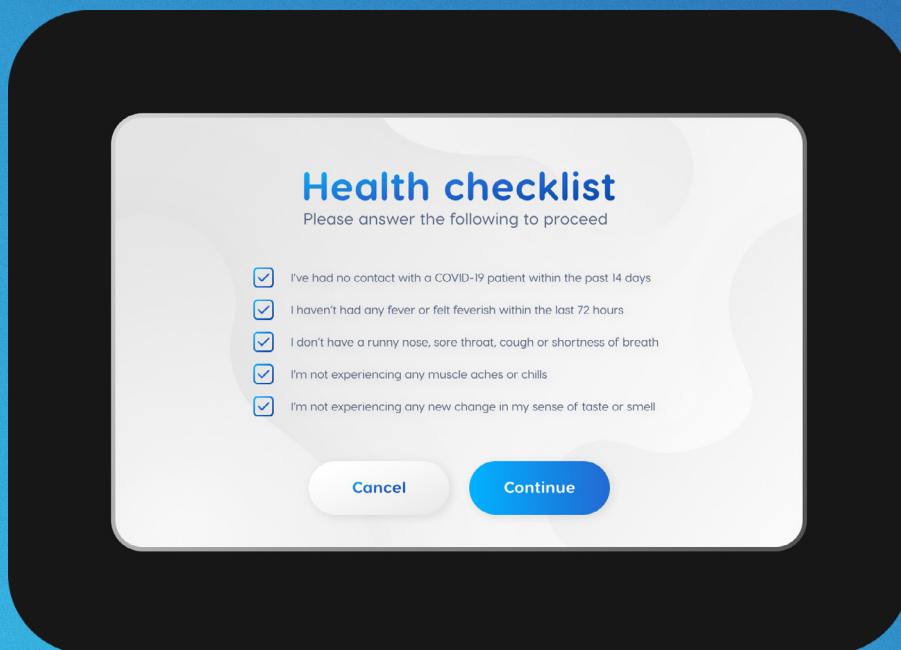 Health checklist
Please answer the following to proceed
I've had no contact with a COVID-19 patient within the past 14 days
I haven't had any fever or felt feverish within the last 72 hours
I don't have a runny nose, sore throat, cough or shortness of breath
I'm not experiencing any muscle aches or chills
I'm not experiencing any new change in my sense of taste or smell
Cancel
Continue